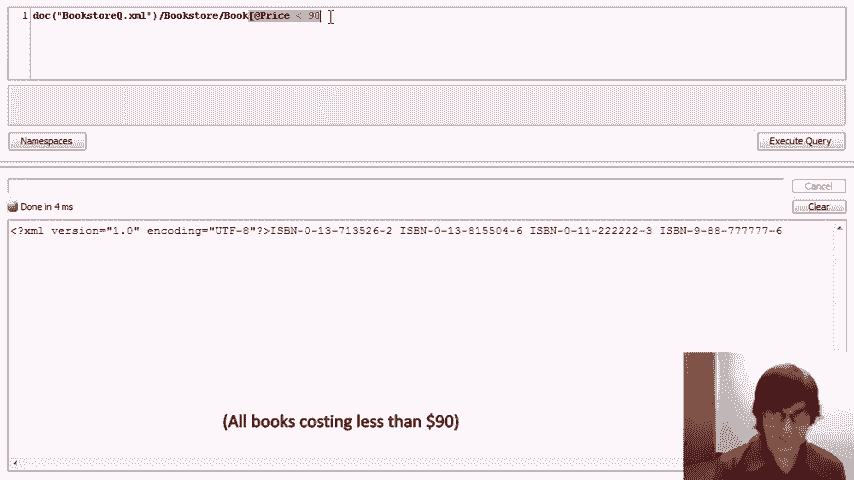 1 doc("BookstoreQ.xml")/Bookstore/Book[@Price < 90
Namespaces
Execute Query
Cancel
Done in 4 ms
Clear
<?xml version="1.0" encoding="UTF-8"?>ISBN-0-13-713526-2 ISBN-0-13-815504-6 ISBN-0-11-222222-3 ISBN-9-88-777777-6
(All books costing less than $90)